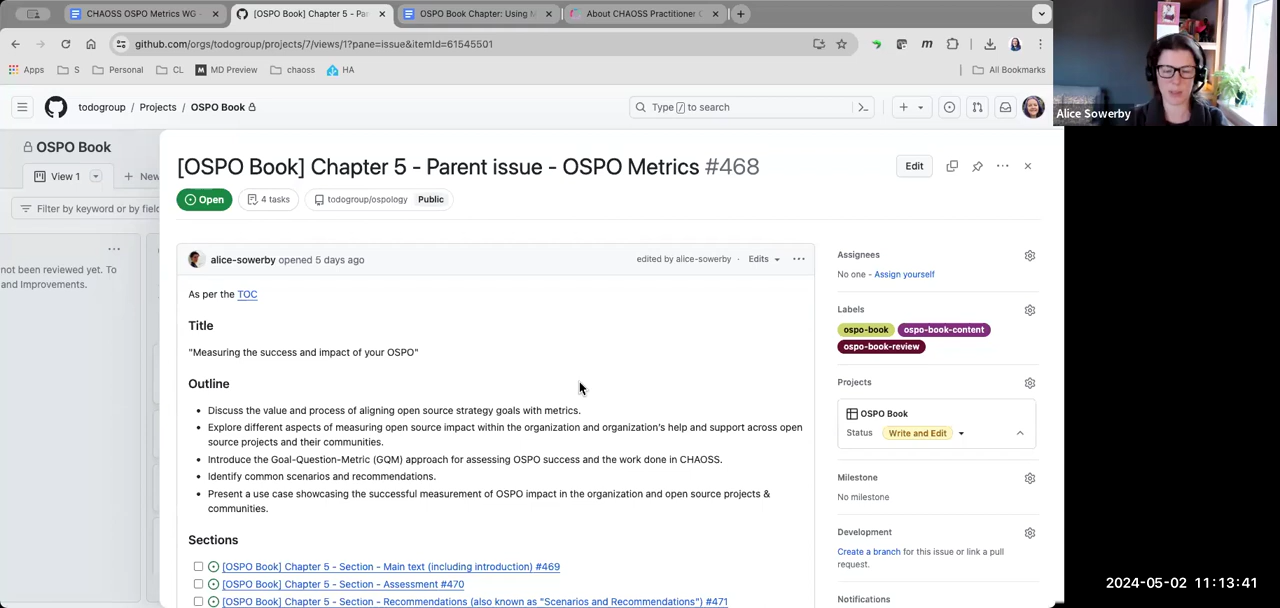 CHAOSS OSPO Metrics WG -
[OSPO Book] Chapter 5 - Pa
OSPO Book Chapter: Using M
About CHAOSS Practitioner
github.com/orgs/todogroup/projects/7/views/1?pane=issue&itemId=61545501
Apps
S
Personal
CL
MD Preview
chaoss
HA
All Bookmarks
Alice Sowerby
todogroup / Projects / OSPO Book
Type / to search
OSPO Book
View 1
+ New
Filter by keyword or by field
not been reviewed yet. To
and Improvements.
[OSPO Book] Chapter 5 - Parent issue - OSPO Metrics #468
Edit
Open
4 tasks
todogroup/ospology Public
alice-sowerby opened 5 days ago
edited by alice-sowerby · Edits
As per the TOC
Title
"Measuring the success and impact of your OSPO"
Outline
• Discuss the value and process of aligning open source strategy goals with metrics.
• Explore different aspects of measuring open source impact within the organization and organization's help and support across open
source projects and their communities.
• Introduce the Goal-Question-Metric (GQM) approach for assessing OSPO success and the work done in CHAOSS.
• Identify common scenarios and recommendations.
• Present a use case showcasing the successful measurement of OSPO impact in the organization and open source projects &
communities.
Sections
[OSPO Book] Chapter 5 - Section - Main text (including introduction) #469
[OSPO Book] Chapter 5 - Section - Assessment #470
[OSPO Book] Chapter 5 - Section - Recommendations (also known as "Scenarios and Recommendations") #471
Assignees
No one - Assign yourself
Labels
ospo-book
ospo-book-content
ospo-book-review
Projects
OSPO Book
Status Write and Edit
Milestone
No milestone
Development
Create a branch for this issue or link a pull
request.
Notifications
2024-05-02 11:13:41